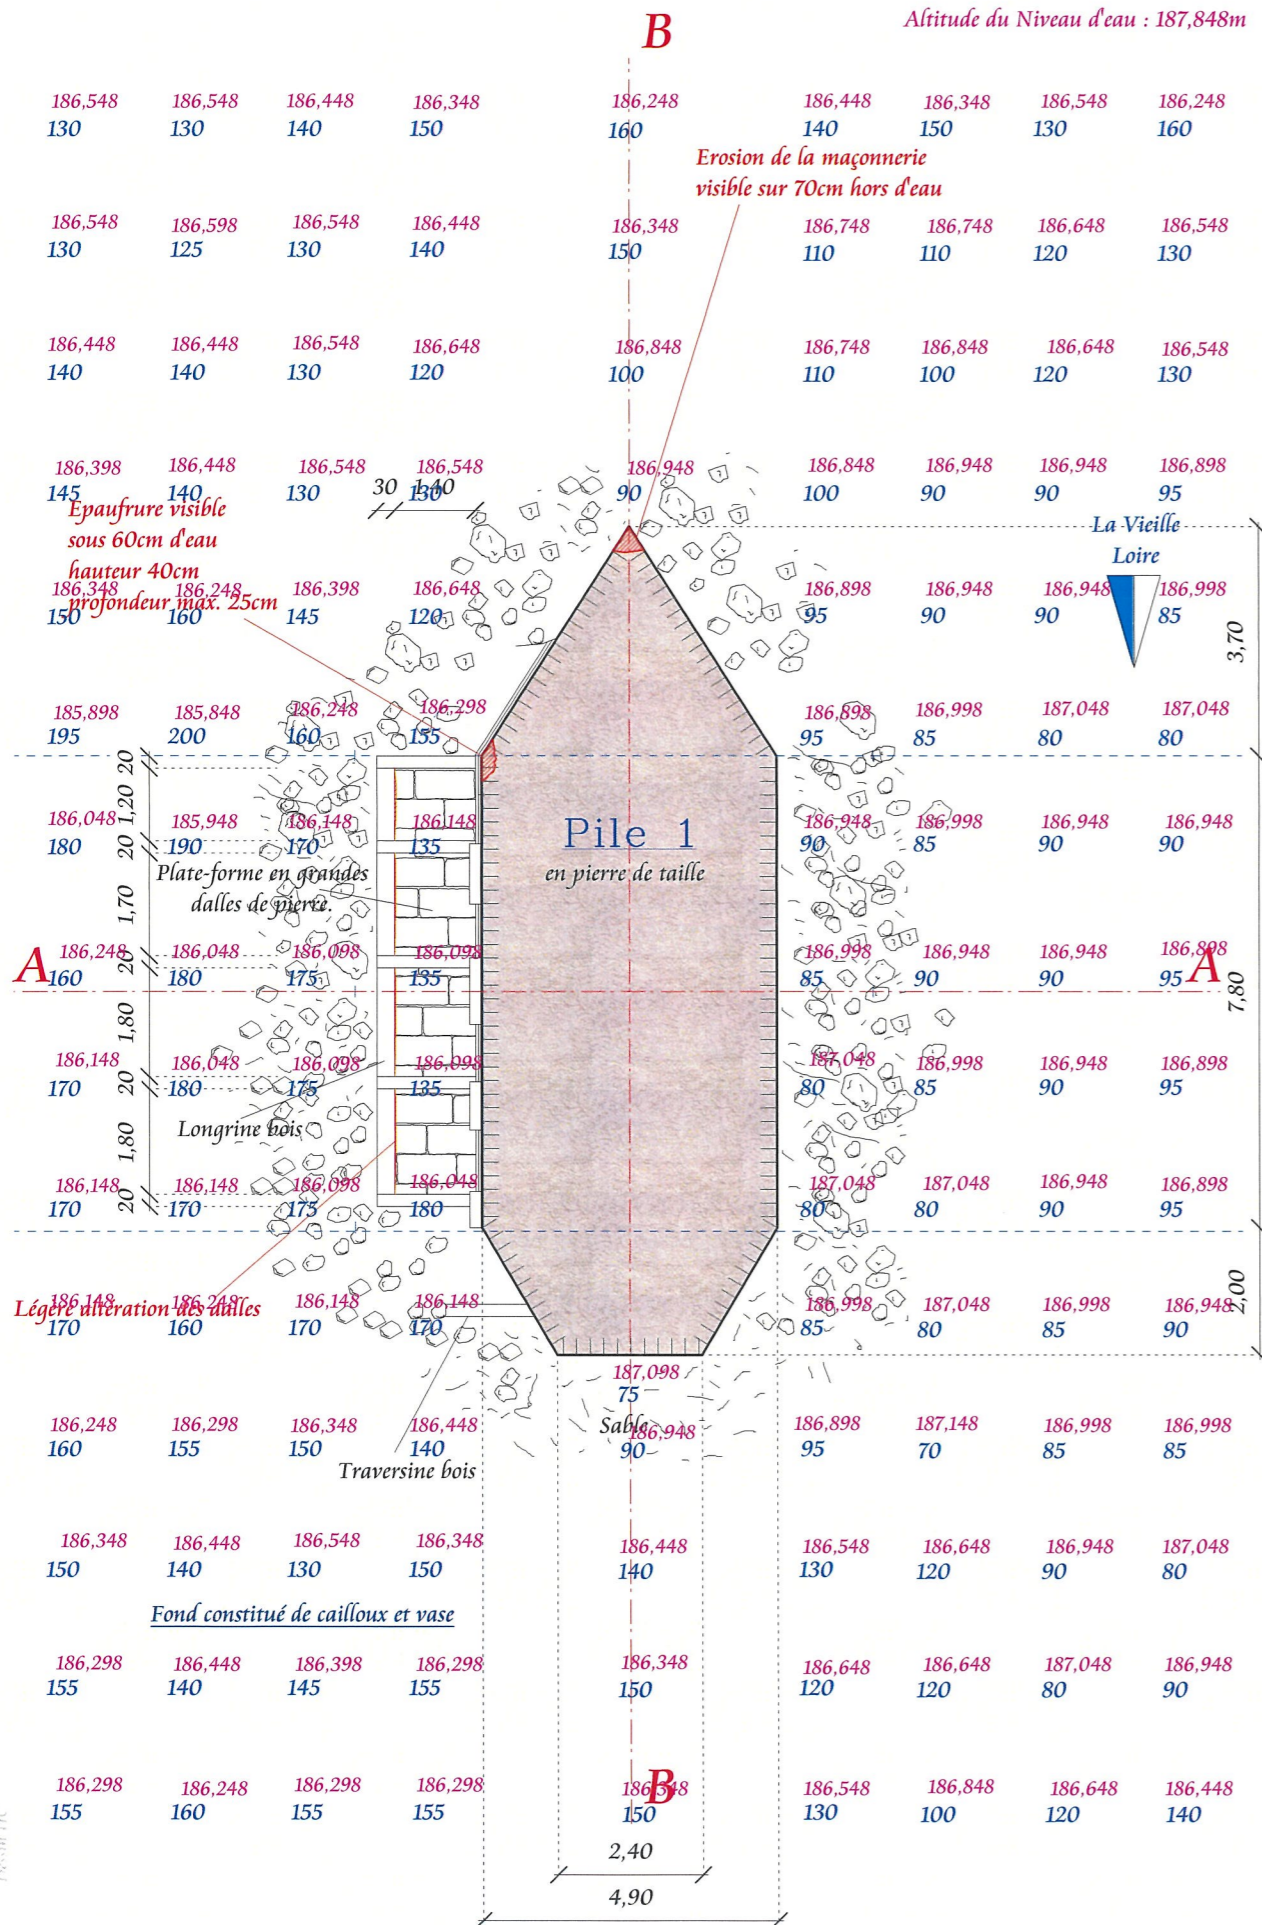 Altitude du Niveau d'eau : 187,848m
B
186,548 186,548 186,448 186,348 186,248 186,448 186,348 186,548 186,248
130 130 140 150 160 140 150 130 160
Erosion de la maçonnerie
visible sur 70cm hors d'eau
186,548 186,598 186,548 186,448 186,348 186,748 186,748 186,648 186,548
130 125 130 140 150 110 110 120 130
186,448 186,448 186,548 186,648 186,848 186,748 186,848 186,648 186,548
140 140 130 120 100 110 100 120 130
186,398 186,448 186,548 186,548 186,948 186,848 186,948 186,948 186,898
145 140 130 130 90 100 90 90 95
30 1,40
Epaufrure visible
sous 60cm d'eau
hauteur 40cm
profondeur max. 25cm
La Vieille
Loire
186,348 186,248 186,398 186,648 186,898 186,948 186,948 186,998
150 160 145 120 95 90 90 85
3,70
185,898 185,848 186,248 186,298 186,898 186,998 187,048 187,048
195 200 160 155 95 85 80 80
20
1,20
186,048 185,948 186,148 186,148 186,948 186,998 186,948 186,948
180 190 170 135 90 85 90 90
20
Pile 1
en pierre de taille
Plate-forme en grandes
dalles de pierre.
1,70
A
186,248 186,048 186,098 186,098 186,998 186,948 186,948 186,898
160 180 175 135 85 90 90 95
A
20
7,80
1,80
186,148 186,048 186,098 186,098 187,048 186,998 186,948 186,898
170 180 175 135 80 85 90 95
20
Longrine bois
1,80
186,148 186,148 186,098 186,048 187,048 187,048 186,948 186,898
170 170 175 180 80 80 90 95
20
186,148 186,248 186,148 186,148 186,998 187,048 186,998 186,948
Légère altération des dalles
170 160 170 170 85 80 85 90
2,00
187,098
75
Sable
186,248 186,298 186,348 186,448 186,948 186,898 187,148 186,998 186,998
160 155 150 140 90 95 70 85 85
Traversine bois
186,348 186,448 186,548 186,348 186,448 186,548 186,648 186,948 187,048
150 140 130 150 140 130 120 90 80
Fond constitué de cailloux et vase
186,298 186,448 186,398 186,298 186,348 186,648 186,648 187,048 186,948
155 140 145 155 150 120 120 80 90
186,298 186,248 186,298 186,298 186,348 186,548 186,848 186,648 186,448
155 160 155 155 150 130 100 120 140
B
2,40
4,90